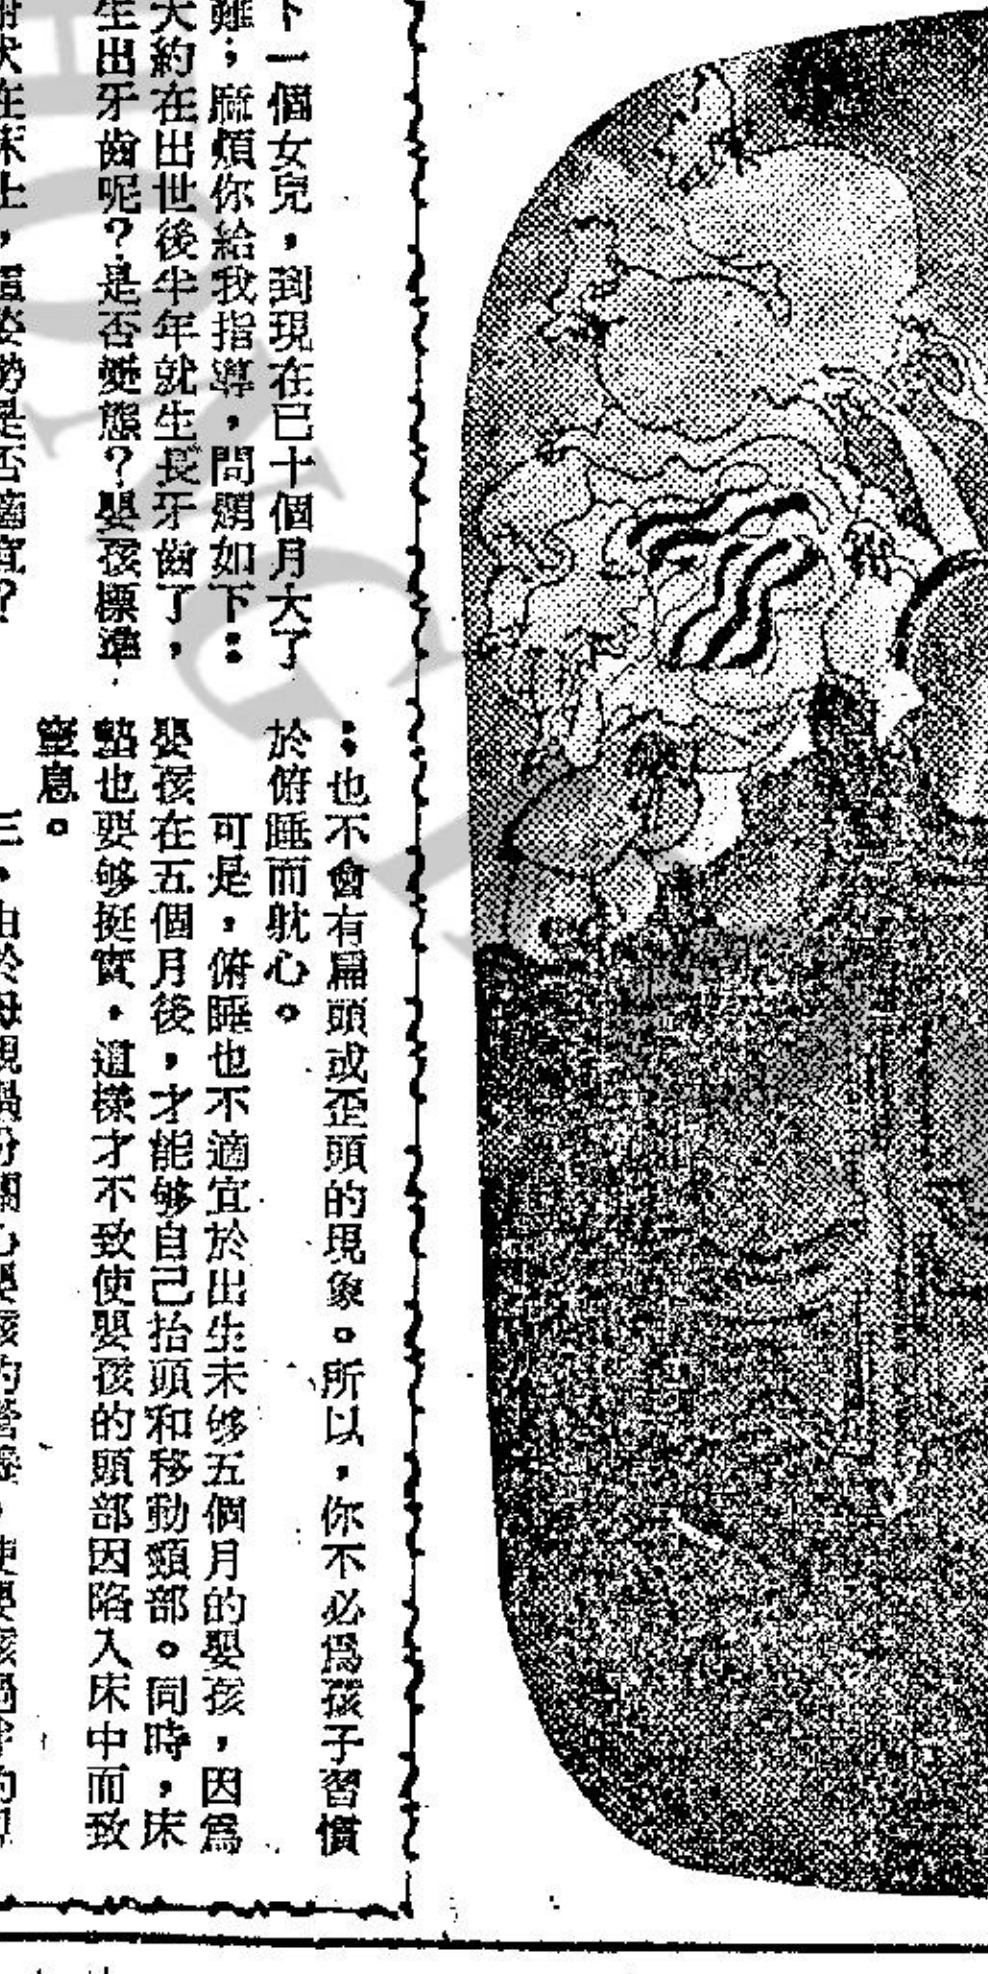 下一個女兒，到現在已十個月大了
難；麻煩你給我指導，問題如下：
大約在出世後半年就生長牙齒了，
生出牙齒呢？是否變態？嬰孩標準
伏在床上，這姿勢是否適宜？
；也不會有扁頭或歪頭的現象。所以，你不必爲孩子習慣
於俯睡而躭心。
可是，俯睡也不適宜於出生未够五個月的嬰孩，因爲
嬰孩在五個月後，才能够自己抬頭和移動頸部。同時，床
墊也要够挺實，這樣才不致使嬰孩的頭部因陷入床中而致
窒息。
三，由於母親過份關心嬰孩的營養，使嬰孩過